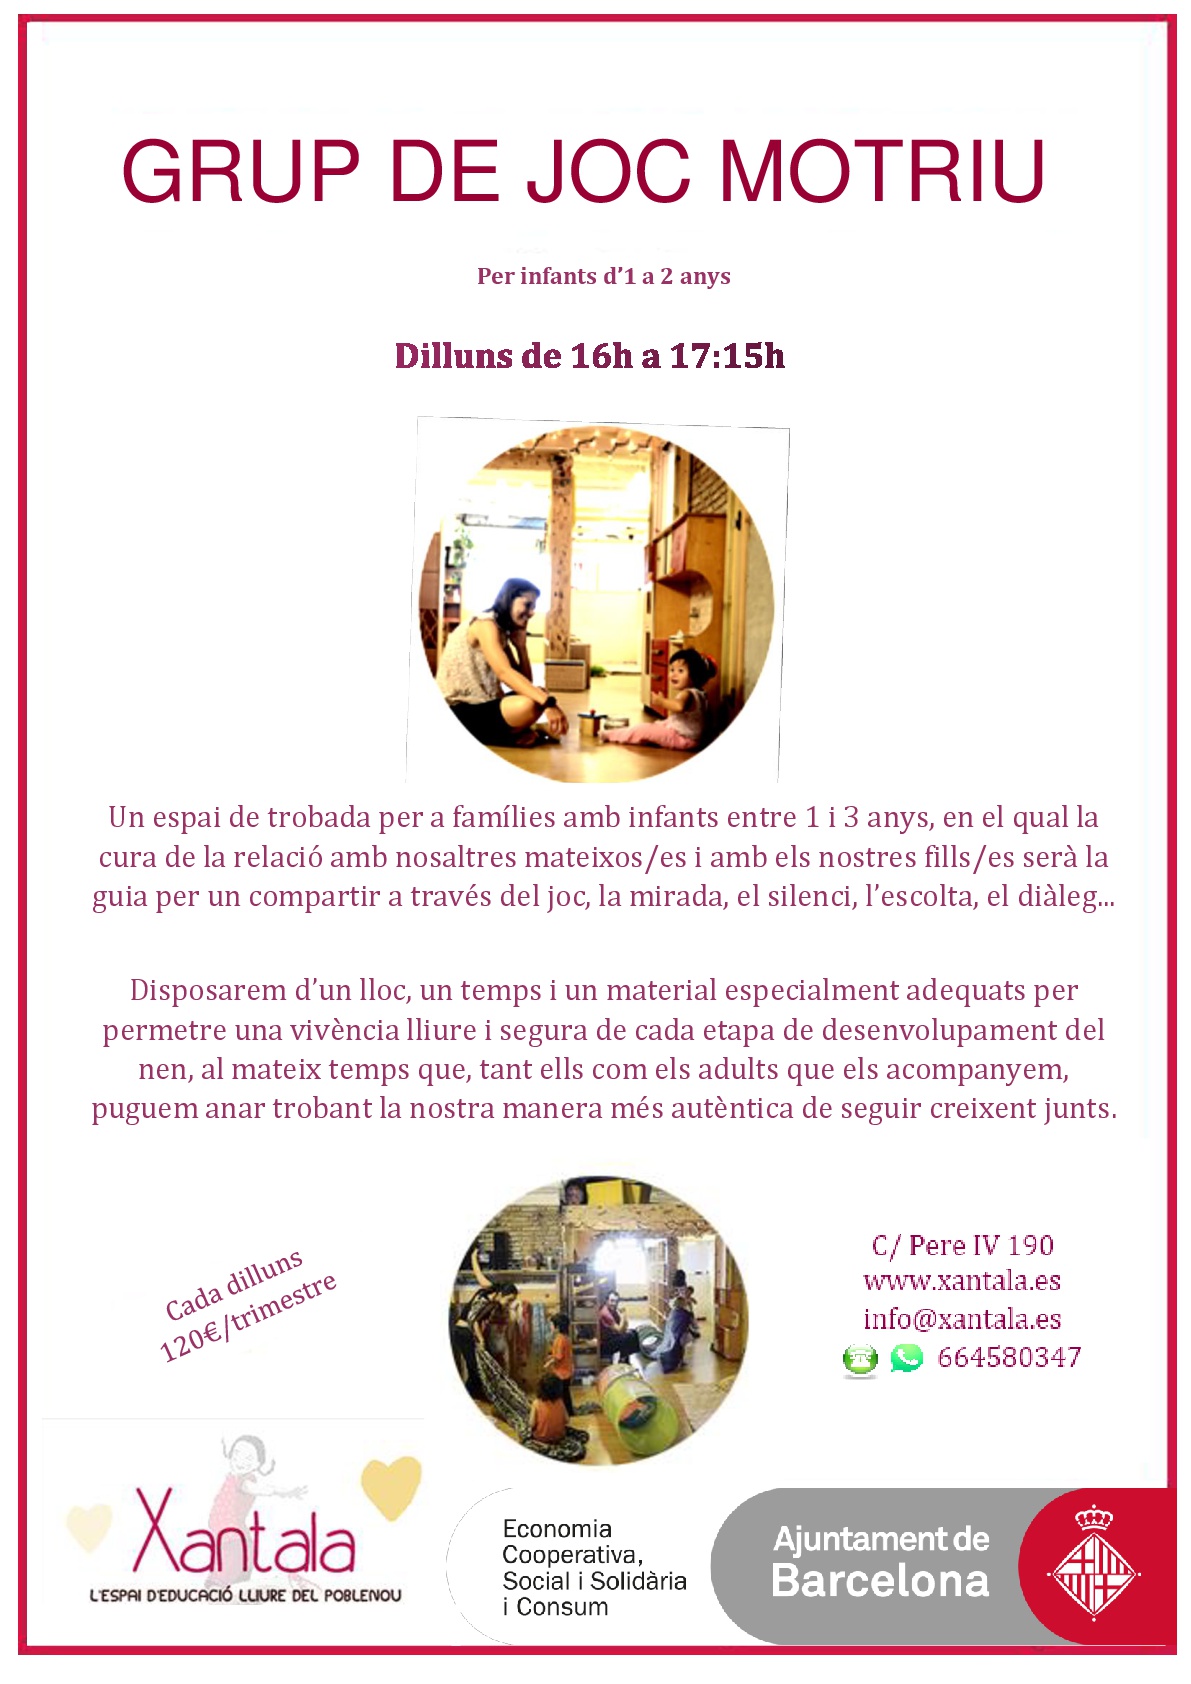 GRUP DE JOC MOTRIU
Per infants d’1 a 2 anys
Dilluns de 16h a 17:15h
Un espai de trobada per a famílies amb infants entre 1 i 3 anys, en el qual la
cura de la relació amb nosaltres mateixos/es i amb els nostres fills/es serà la
guia per un compartir a través del joc, la mirada, el silenci, l’escolta, el diàleg...
Disposarem d’un lloc, un temps i un material especialment adequats per
permetre una vivència lliure i segura de cada etapa de desenvolupament del
nen, al mateix temps que, tant ells com els adults que els acompanyem,
puguem anar trobant la nostra manera més autèntica de seguir creixent junts.
Cada dilluns
120€/trimestre
C/ Pere IV 190
www.xantala.es
info@xantala.es
664580347
Xantala
L'ESPAI D'EDUCACIÓ LLIURE DEL POBLENOU
Economia
Cooperativa,
Social i Solidària
i Consum
Ajuntament de
Barcelona